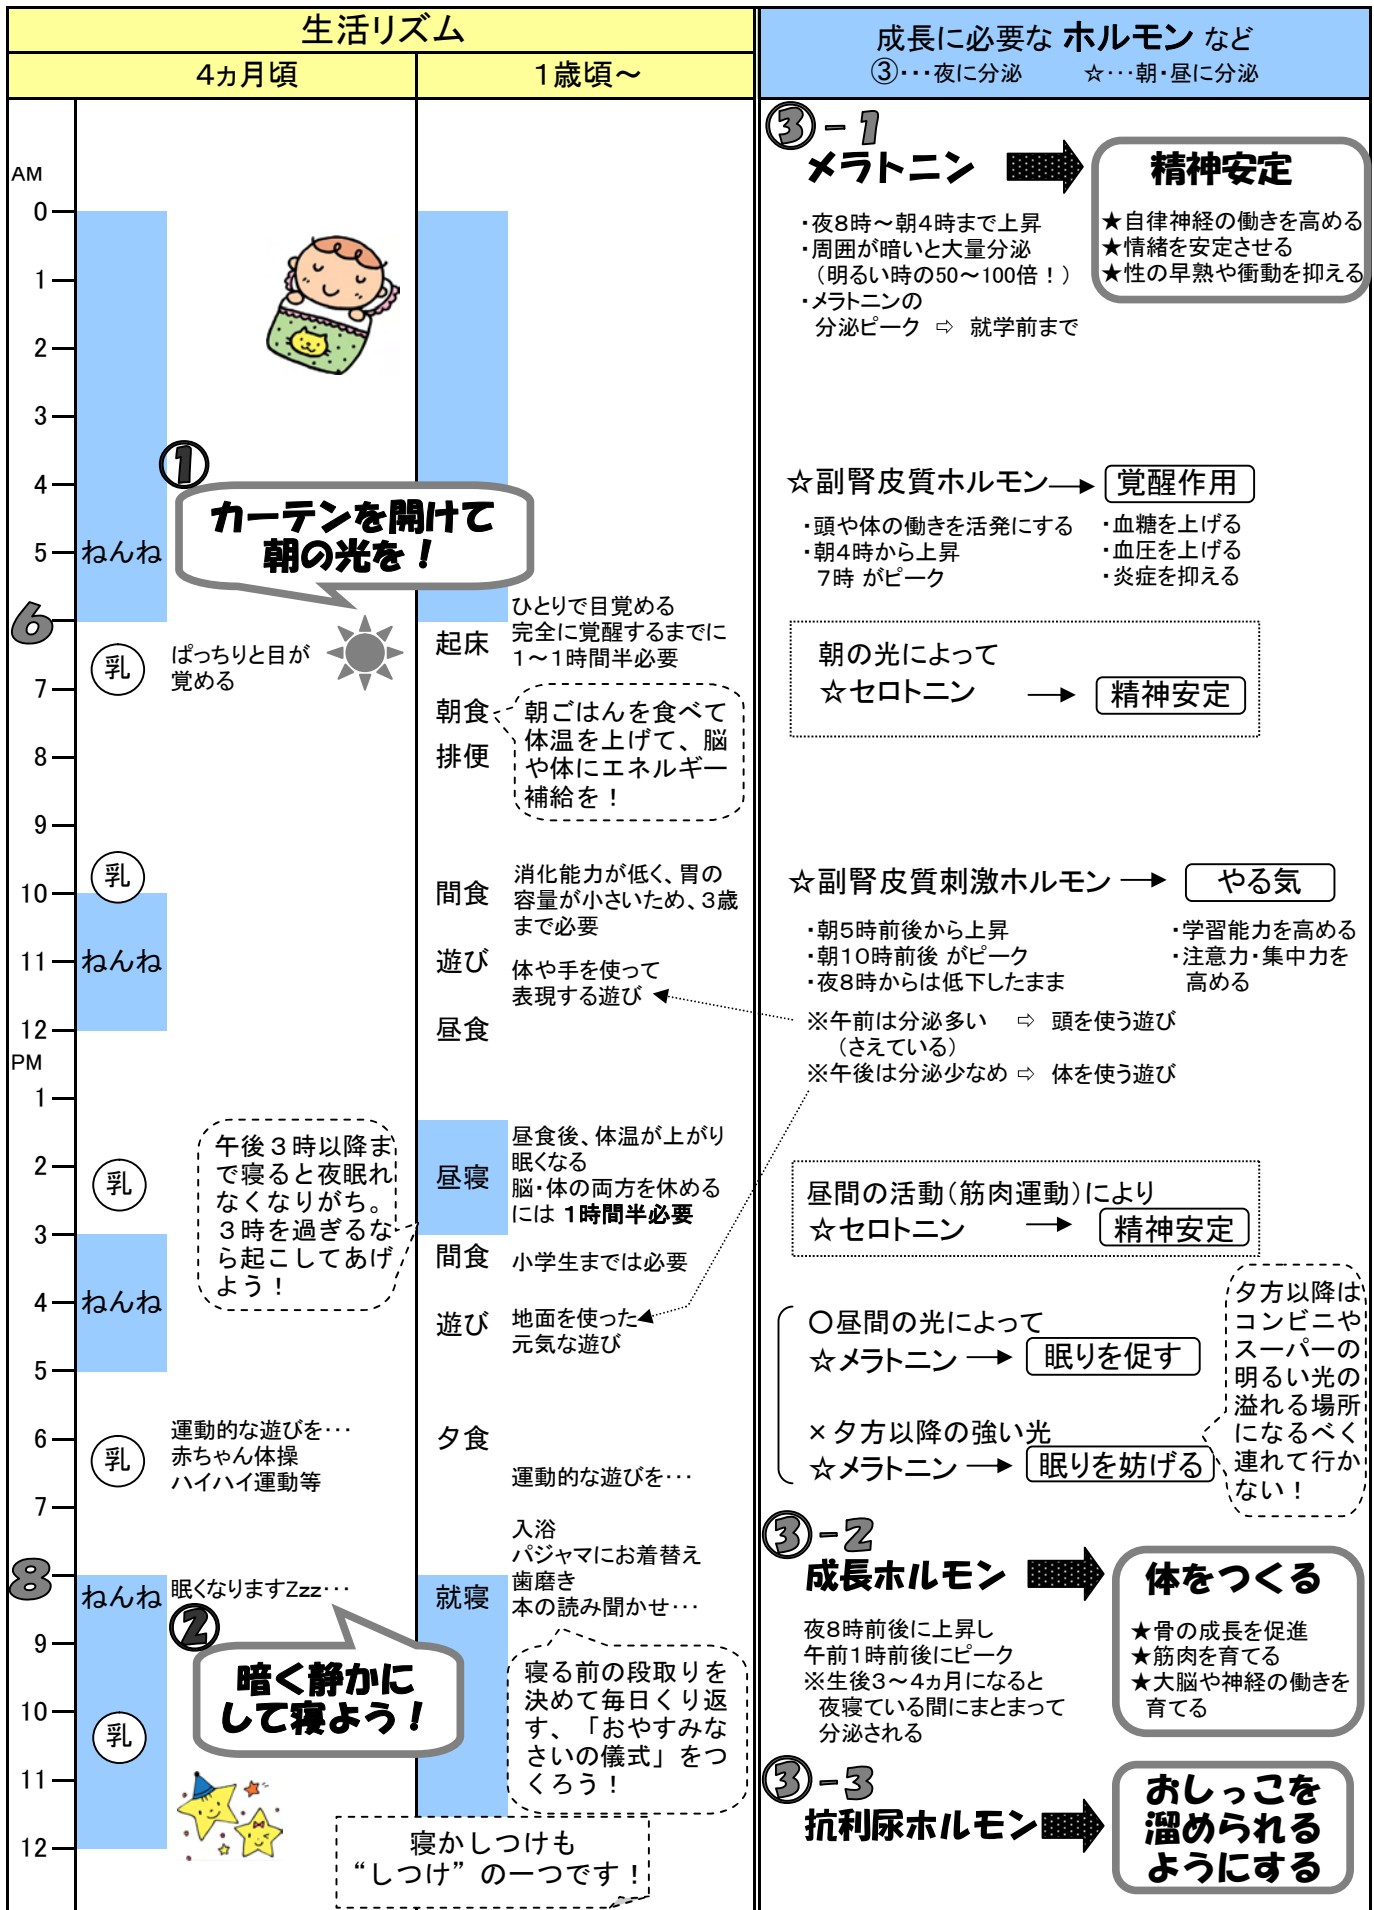 生活リズム
4ヵ月頃
1歳頃～
成長に必要な ホルモン など
③･･･夜に分泌　☆･･･朝・昼に分泌
AM
0
1
2
3
4
5
6
7
8
9
10
11
12
PM
1
2
3
4
5
6
7
8
9
10
11
12
ねんね
①
カーテンを開けて
朝の光を！
乳
ぱっちりと目が
覚める
乳
ねんね
乳
午後３時以降ま
で寝ると夜眠れ
なくなりがち。
３時を過ぎるな
ら起こしてあげ
よう！
ねんね
乳
運動的な遊びを･･･
赤ちゃん体操
ハイハイ運動等
ねんね
眠くなりますZzz･･･
②
暗く静かに
して寝よう！
乳
起床
ひとりで目覚める
完全に覚醒するまでに
1～1時間半必要
朝食
朝ごはんを食べて
体温を上げて、脳
や体にエネルギー
補給を！
排便
間食
消化能力が低く、胃の
容量が小さいため、3歳
まで必要
遊び
体や手を使って
表現する遊び
昼食
昼寝
昼食後、体温が上がり
眠くなる
脳・体の両方を休める
には 1時間半必要
間食
小学生までは必要
遊び
地面を使った
元気な遊び
夕食
運動的な遊びを･･･
入浴
パジャマにお着替え
歯磨き
本の読み聞かせ･･･
就寝
寝る前の段取りを
決めて毎日くり返
す、「おやすみな
さいの儀式」をつ
くろう！
寝かしつけも
“しつけ” の一つです！
③-1
メラトニン
精神安定
・夜8時～朝4時まで上昇
・周囲が暗いと大量分泌
（明るい時の50～100倍！）
・メラトニンの
分泌ピーク ⇨ 就学前まで
★自律神経の働きを高める
★情緒を安定させる
★性の早熟や衝動を抑える
☆副腎皮質ホルモン → 覚醒作用
・頭や体の働きを活発にする
・朝4時から上昇
7時 がピーク
・血糖を上げる
・血圧を上げる
・炎症を抑える
朝の光によって
☆セロトニン → 精神安定
☆副腎皮質刺激ホルモン → やる気
・朝5時前後から上昇
・朝10時前後 がピーク
・夜8時からは低下したまま
・学習能力を高める
・注意力・集中力を
高める
※午前は分泌多い ⇨ 頭を使う遊び
（さえている）
※午後は分泌少なめ ⇨ 体を使う遊び
昼間の活動（筋肉運動）により
☆セロトニン → 精神安定
○昼間の光によって
☆メラトニン → 眠りを促す
×夕方以降の強い光
☆メラトニン → 眠りを妨げる
夕方以降は
コンビニや
スーパーの
明るい光の
溢れる場所
になるべく
連れて行か
ない！
③-2
成長ホルモン
体をつくる
夜8時前後に上昇し
午前1時前後にピーク
※生後3～4ヵ月になると
夜寝ている間にまとまって
分泌される
★骨の成長を促進
★筋肉を育てる
★大脳や神経の働きを
育てる
③-3
抗利尿ホルモン
おしっこを
溜められる
ようにする